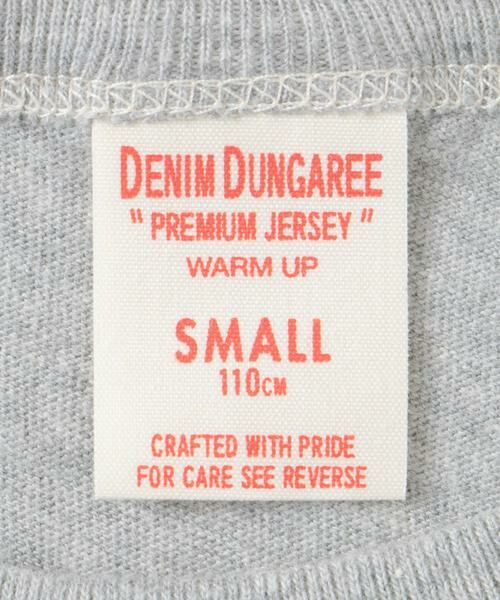 DENIM DUNGAREE
" PREMIUM JERSEY "
WARM UP
SMALL
110CM
CRAFTED WITH PRIDE
FOR CARE SEE REVERSE